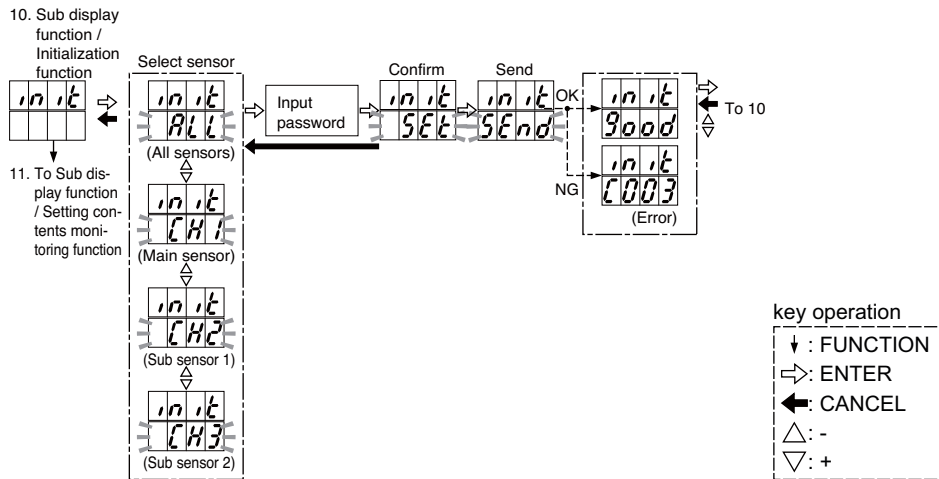 10. Sub display
function /
Initialization
function
init
11. To Sub dis-
play function
/ Setting con-
tents moni-
toring function
Select sensor
init
ALL
(All sensors)
init
CH1
(Main sensor)
init
CH2
(Sub sensor 1)
init
CH3
(Sub sensor 2)
Input
password
Confirm
init
SEt
Send
init
SEnd
OK
NG
init
good
init
C003
(Error)
To 10
key operation
: FUNCTION
: ENTER
: CANCEL
: -
: +